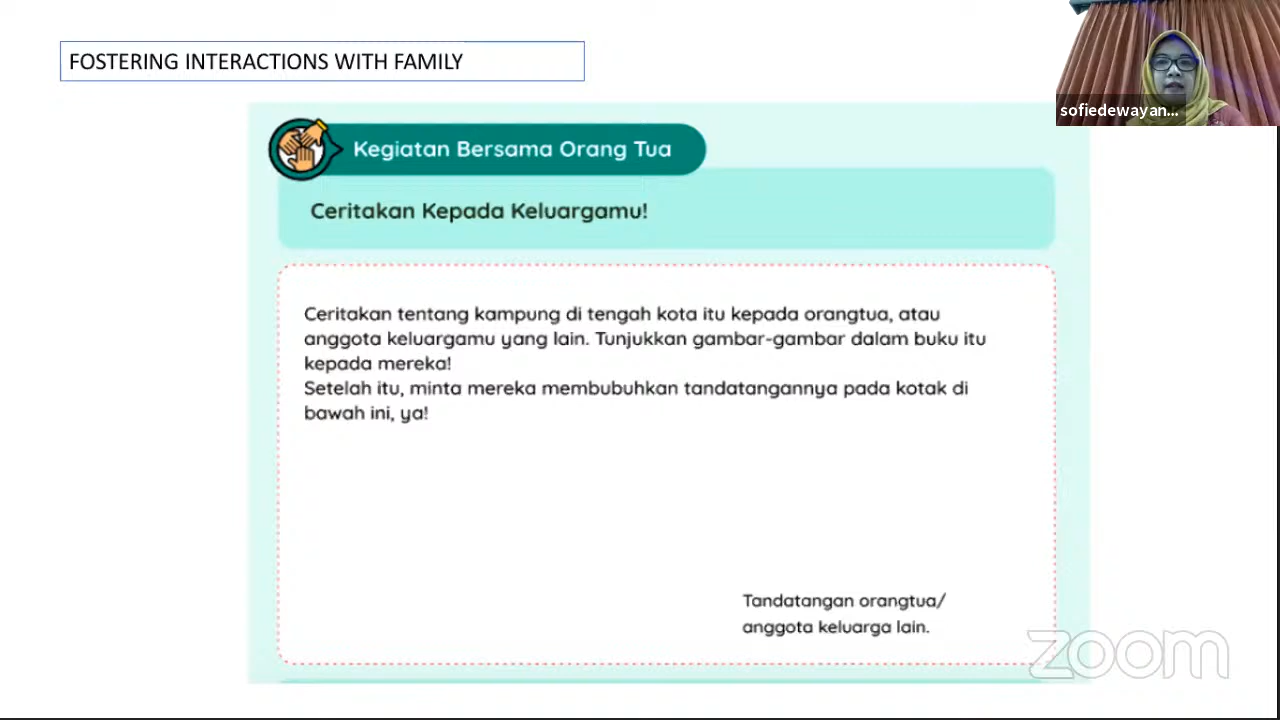 FOSTERING INTERACTIONS WITH FAMILY
sofiedewayan...
Kegiatan Bersama Orang Tua
Ceritakan Kepada Keluargamu!
Ceritakan tentang kampung di tengah kota itu kepada orangtua, atau
anggota keluargamu yang lain. Tunjukkan gambar-gambar dalam buku itu
kepada mereka!
Setelah itu, minta mereka membubuhkan tandatangannya pada kotak di
bawah ini, ya!
Tandatangan orangtua/
anggota keluarga lain.
zoom